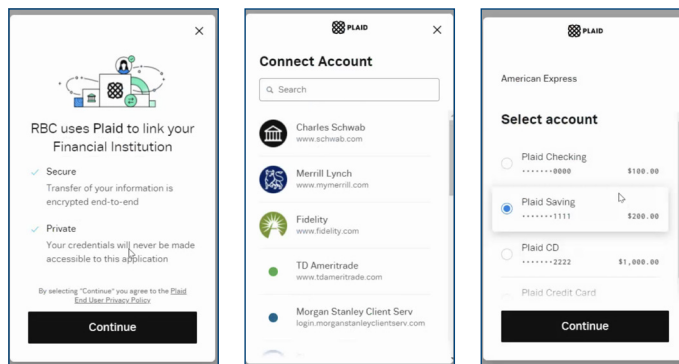 RBC uses Plaid to link your
Financial Institution
Secure
Transfer of your information is
encrypted end-to-end
Private
Your credentials will never be made
accessible to this application
By selecting "Continue" you agree to the Plaid
End User Privacy Policy
Continue
PLAID
Connect Account
Search
Charles Schwab
www.schwab.com
Merrill Lynch
www.mymerrill.com
Fidelity
www.fidelity.com
TD Ameritrade
www.tdameritrade.com
Morgan Stanley Client Serv
login.morganstanleyclientserv.com
PLAID
American Express
Select account
Plaid Checking
•••••••0000 $100.00
Plaid Saving
•••••••1111 $200.00
Plaid CD
•••••••2222 $1,000.00
Plaid Credit Card
Continue